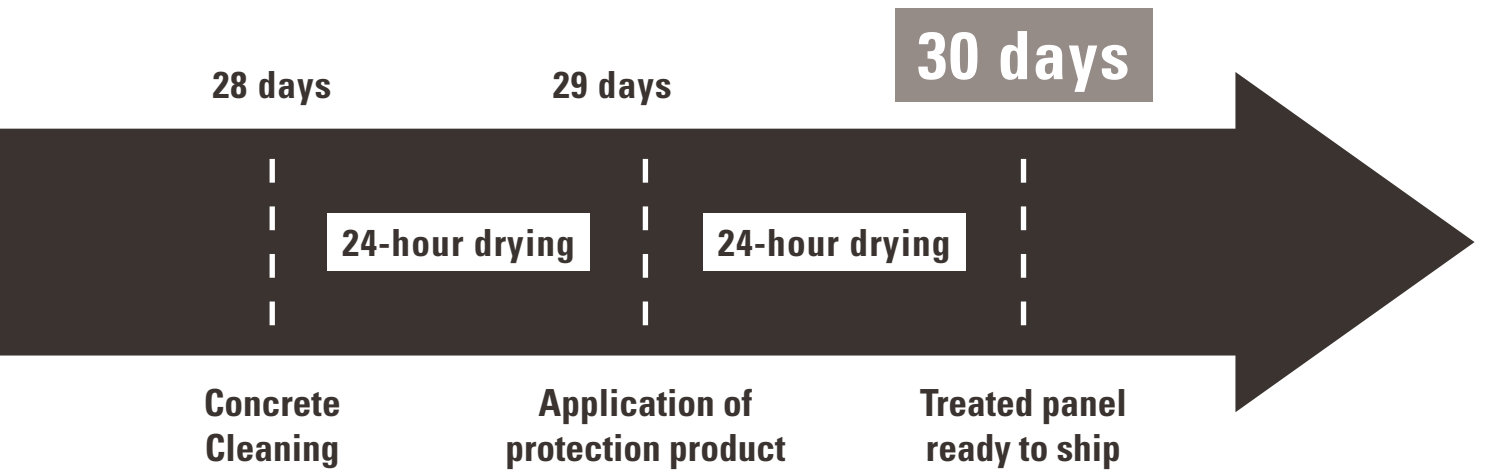 28 days
29 days
30 days
24-hour drying
24-hour drying
Concrete
Cleaning
Application of
protection product
Treated panel
ready to ship